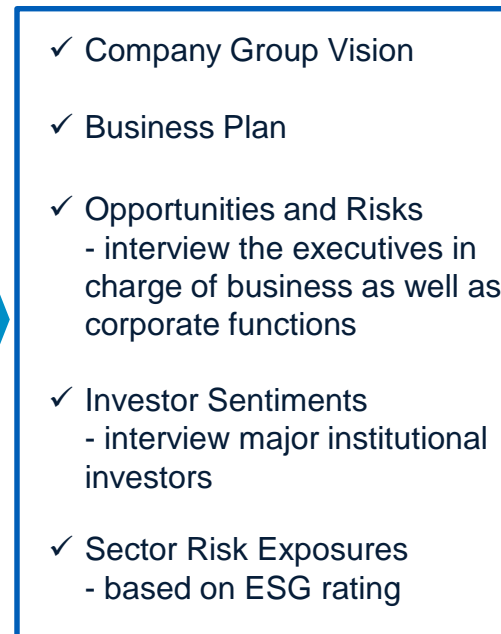 ✓ Company Group Vision
✓ Business Plan
✓ Opportunities and Risks
- interview the executives in
charge of business as well as
corporate functions
✓ Investor Sentiments
- interview major institutional
investors
✓ Sector Risk Exposures
- based on ESG rating